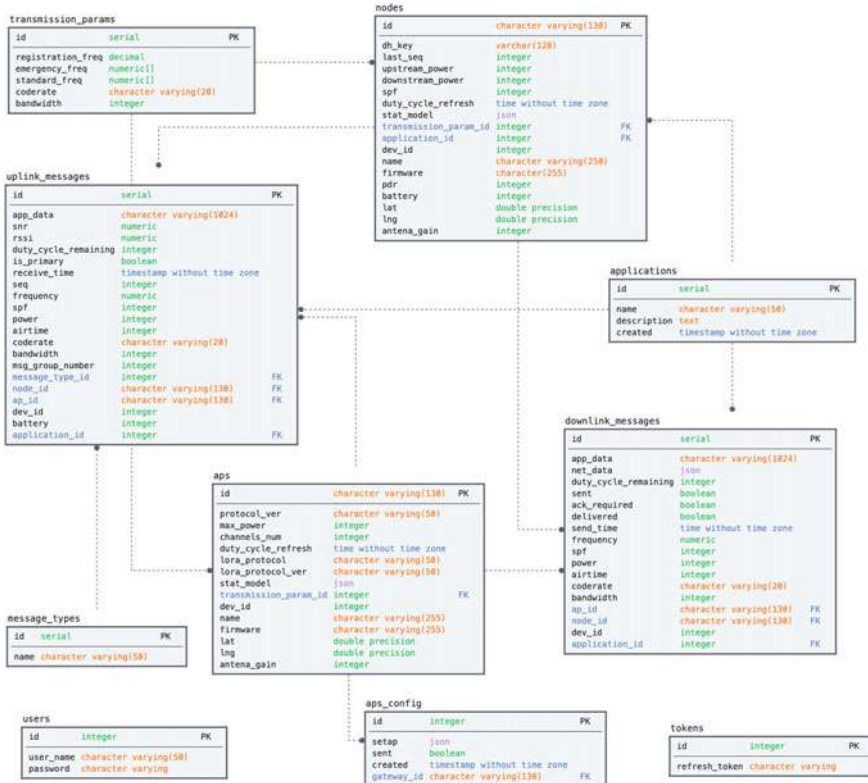 transmission_params
id serial PK
registration_freq decimal
emergency_freq numeric[]
standard_freq numeric[]
coderate character varying(20)
bandwidth integer
nodes
id character varying(130) PK
dh_key varchar(128)
last_seq integer
upstream_power integer
downstream_power integer
spf integer
duty_cycle_refresh time without time zone
stat_model json
transmission_param_id integer FK
application_id integer FK
dev_id integer
name character varying(250)
firmware character(255)
pdr integer
battery integer
lat double precision
lng double precision
antena_gain integer
uplink_messages
id serial PK
app_data character varying(1024)
snr numeric
rssi numeric
duty_cycle_remaining integer
is_primary boolean
receive_time timestamp without time zone
seq integer
frequency numeric
spf integer
power integer
airtime integer
coderate character varying(20)
bandwidth integer
msg_group_number integer
message_type_id integer FK
node_id character varying(130) FK
ap_id character varying(130) FK
dev_id integer
battery integer
application_id integer FK
applications
id serial PK
name character varying(50)
description text
created timestamp without time zone
downlink_messages
id serial PK
app_data character varying(1024)
net_data json
duty_cycle_remaining integer
sent boolean
ack_required boolean
delivered boolean
send_time time without time zone
frequency numeric
spf integer
power integer
airtime integer
coderate character varying(20)
bandwidth integer
ap_id character varying(130) FK
node_id character varying(130) FK
dev_id integer
application_id integer FK
aps
id character varying(130) PK
protocol_ver character varying(50)
max_power integer
channels_num integer
duty_cycle_refresh time without time zone
lora_protocol character varying(50)
lora_protocol_ver character varying(50)
stat_model json
transmission_param_id integer FK
dev_id integer
name character varying(255)
firmware character varying(255)
lat double precision
lng double precision
antena_gain integer
message_types
id serial PK
name character varying(50)
users
id integer PK
user_name character varying(50)
password character varying
aps_config
id integer PK
setap json
sent boolean
created timestamp without time zone
gateway_id character varying(130) FK
tokens
id integer PK
refresh_token character varying